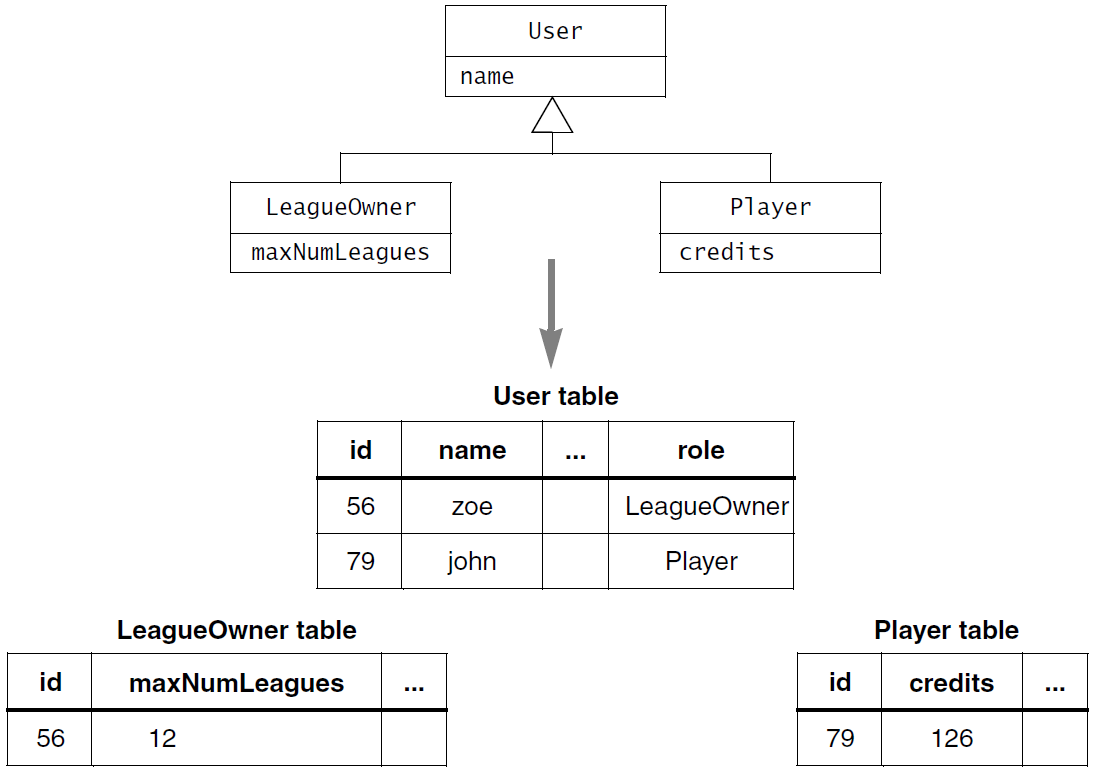 User
name
LeagueOwner
Player
maxNumLeagues
credits
User table
id name ... role
56 zoe LeagueOwner
79 john Player
LeagueOwner table
id maxNumLeagues ...
56 12
Player table
id credits ...
79 126